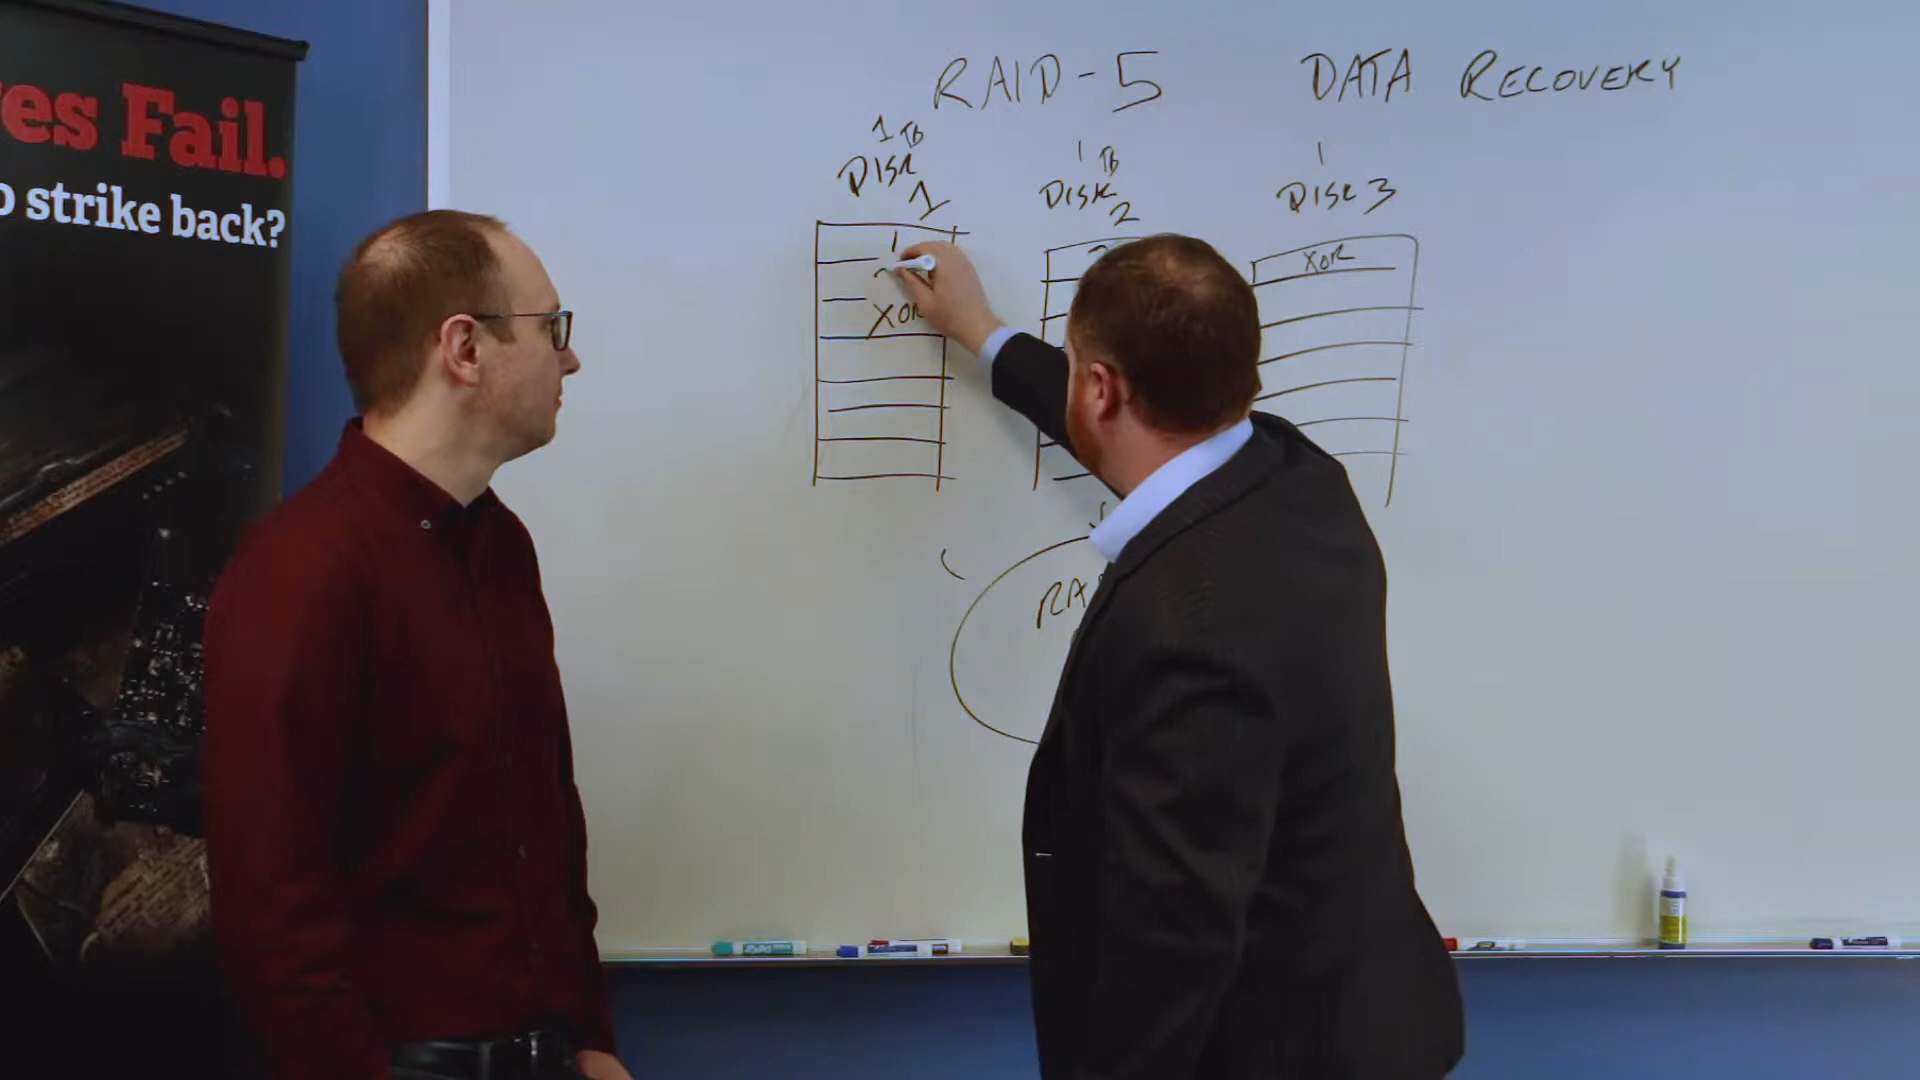 es Fail.
strike back?
RAID-5 DATA RECOVERY
1 TB
DISK
1
1 TB
DISK
2
1
DISK 3
1
XOR
XOR
RA